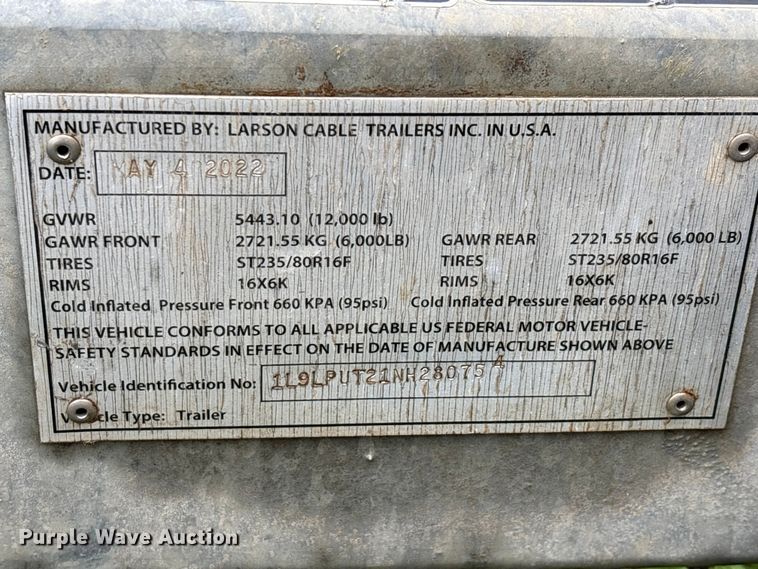 MANUFACTURED BY: LARSON CABLE TRAILERS INC. IN U.S.A.
DATE: MAY 4 2022
GVWR 5443.10 (12,000 lb)
GAWR FRONT 2721.55 KG (6,000LB) GAWR REAR 2721.55 KG (6,000 LB)
TIRES ST235/80R16F TIRES ST235/80R16F
RIMS 16X6K RIMS 16X6K
Cold Inflated Pressure Front 660 KPA (95psi) Cold Inflated Pressure Rear 660 KPA (95psi)
THIS VEHICLE CONFORMS TO ALL APPLICABLE US FEDERAL MOTOR VEHICLE-
SAFETY STANDARDS IN EFFECT ON THE DATE OF MANUFACTURE SHOWN ABOVE
Vehicle Identification No: 1L9LPUT21NH280754
Vehicle Type: Trailer
Purple Wave Auction